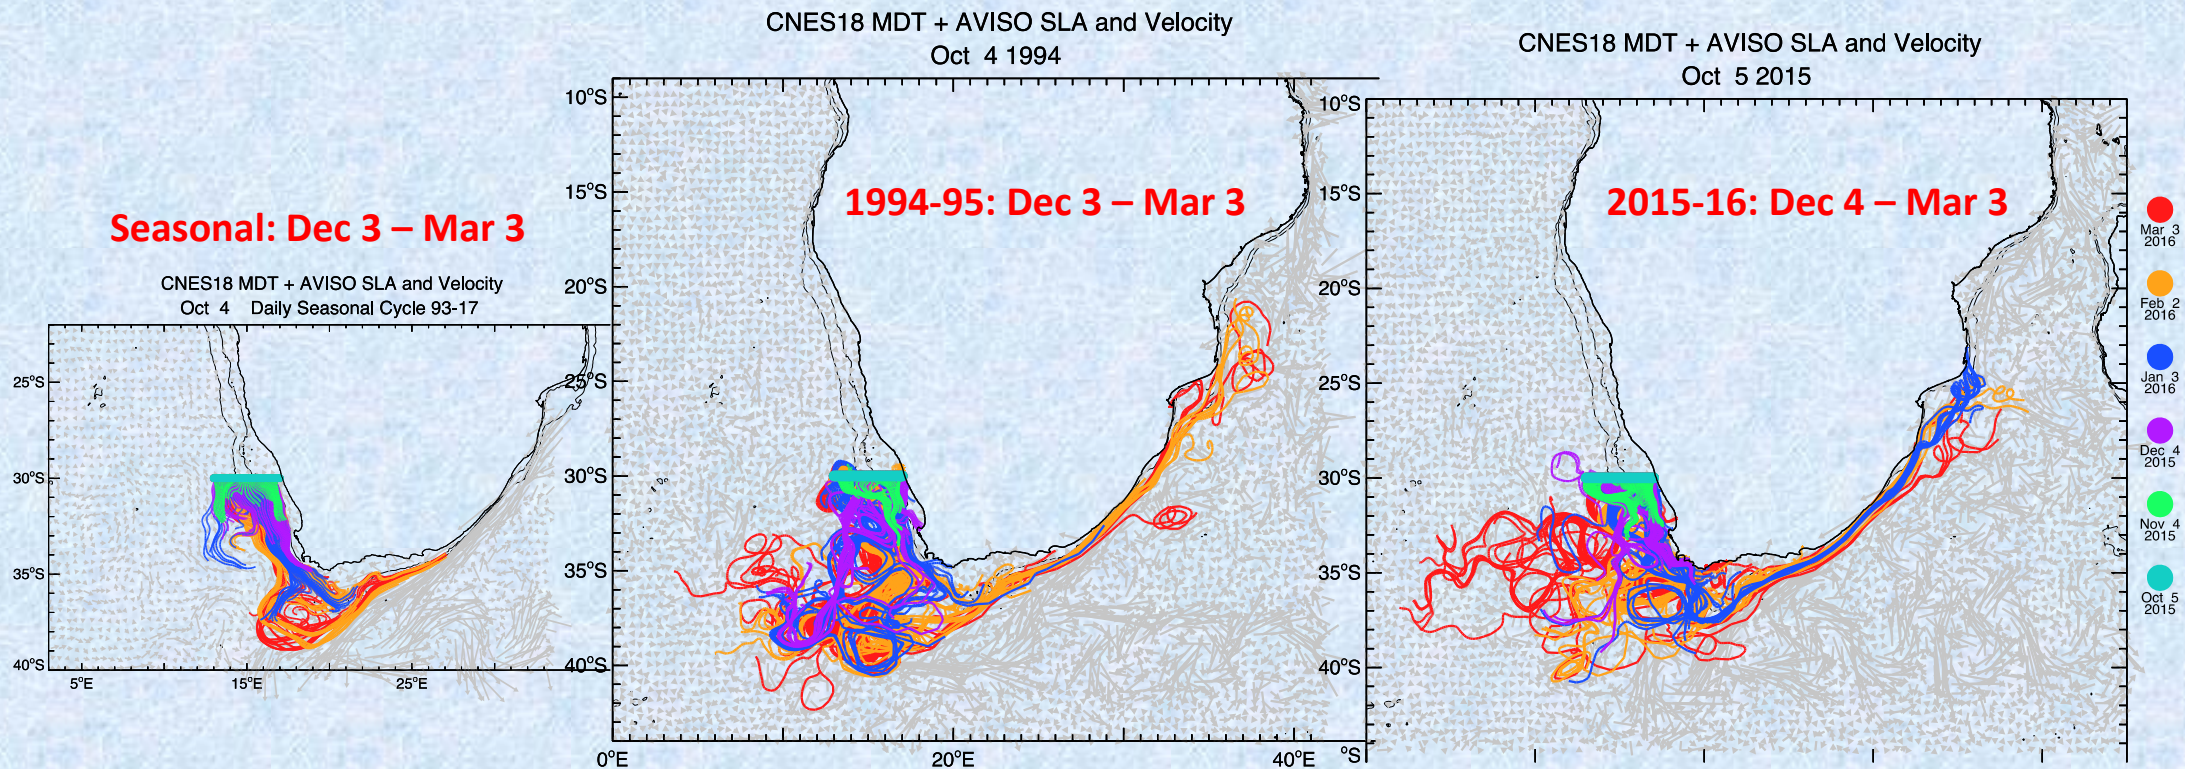 CNES18 MDT + AVISO SLA and Velocity
Oct 4 1994
CNES18 MDT + AVISO SLA and Velocity
Oct 5 2015
Seasonal: Dec 3 – Mar 3
1994-95: Dec 3 – Mar 3
2015-16: Dec 4 – Mar 3
CNES18 MDT + AVISO SLA and Velocity
Oct 4 Daily Seasonal Cycle 93-17
25°S
30°S
35°S
40°S
5°E
15°E
25°E
10°S
15°S
20°S
25°S
30°S
35°S
40°S
0°E
20°E
40°E
10°S
15°S
20°S
25°S
30°S
35°S
40°S
°S
Mar 3
2016
Feb 2
2016
Jan 3
2016
Dec 4
2015
Nov 4
2015
Oct 5
2015